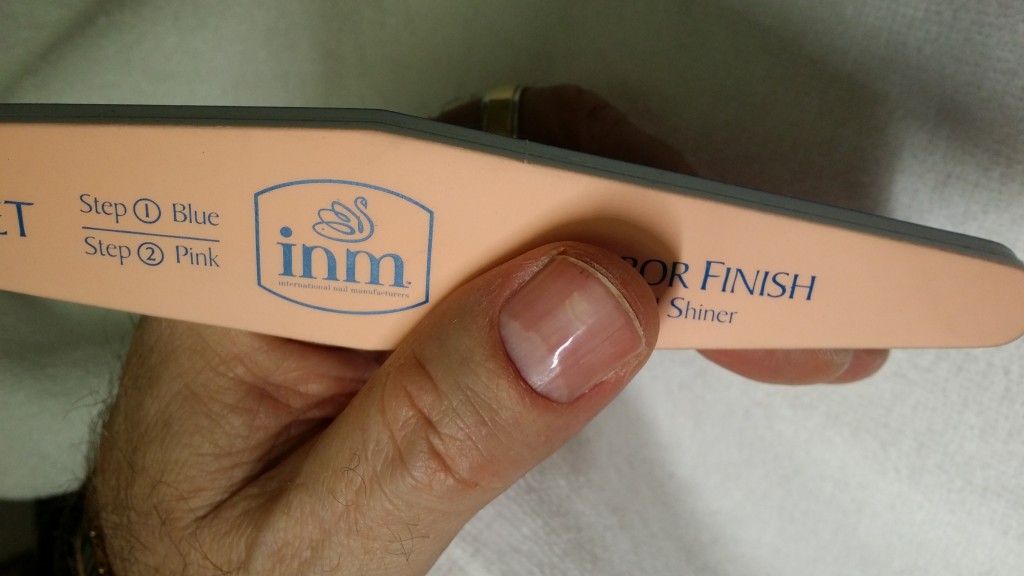 Step 1 Blue
Step 2 Pink
inm
international nail manufacturers
FINISH
Shiner